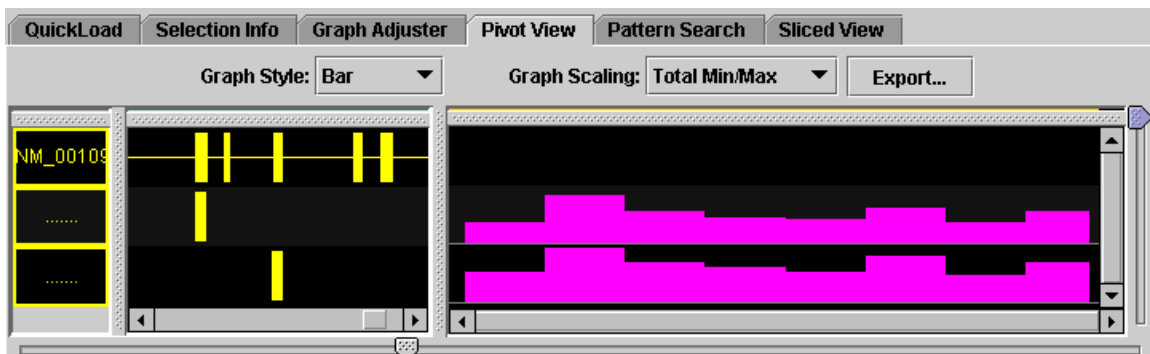 QuickLoad Selection Info Graph Adjuster Pivot View Pattern Search Sliced View
Graph Style: Bar Graph Scaling: Total Min/Max Export...
NM_00109
.......
.......